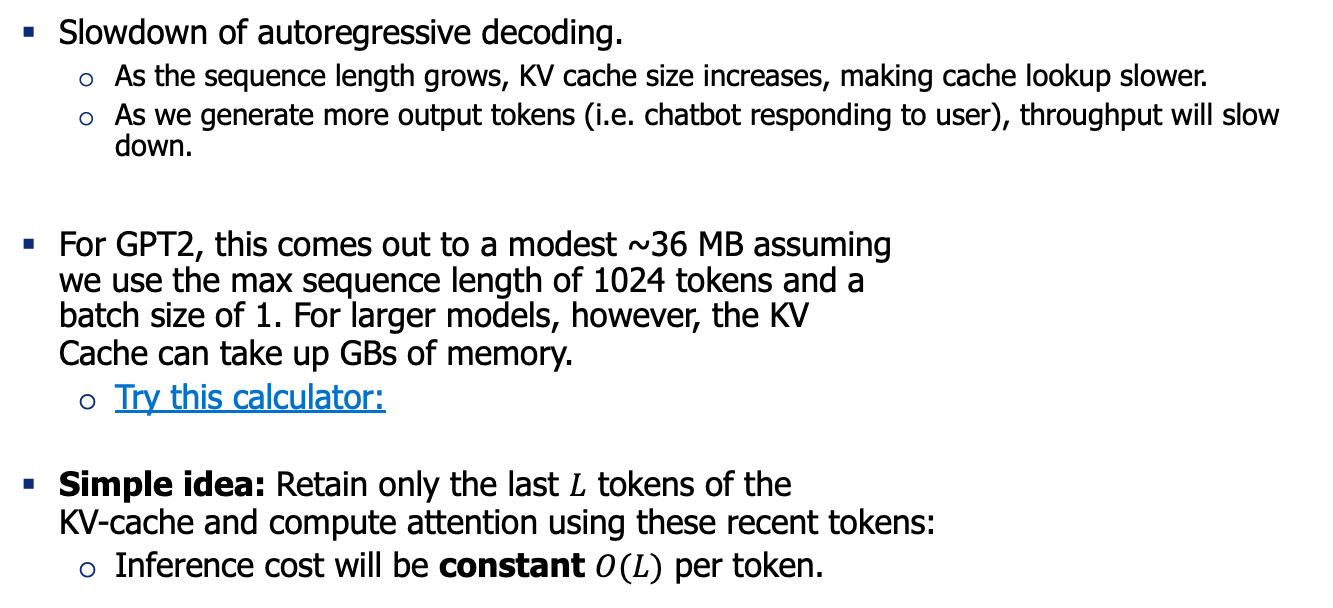 ▪ Slowdown of autoregressive decoding.
○ As the sequence length grows, KV cache size increases, making cache lookup slower.
○ As we generate more output tokens (i.e. chatbot responding to user), throughput will slow
down.
▪ For GPT2, this comes out to a modest ~36 MB assuming
we use the max sequence length of 1024 tokens and a
batch size of 1. For larger models, however, the KV
Cache can take up GBs of memory.
○ Try this calculator:
▪ Simple idea: Retain only the last L tokens of the
KV-cache and compute attention using these recent tokens:
○ Inference cost will be constant O(L) per token.